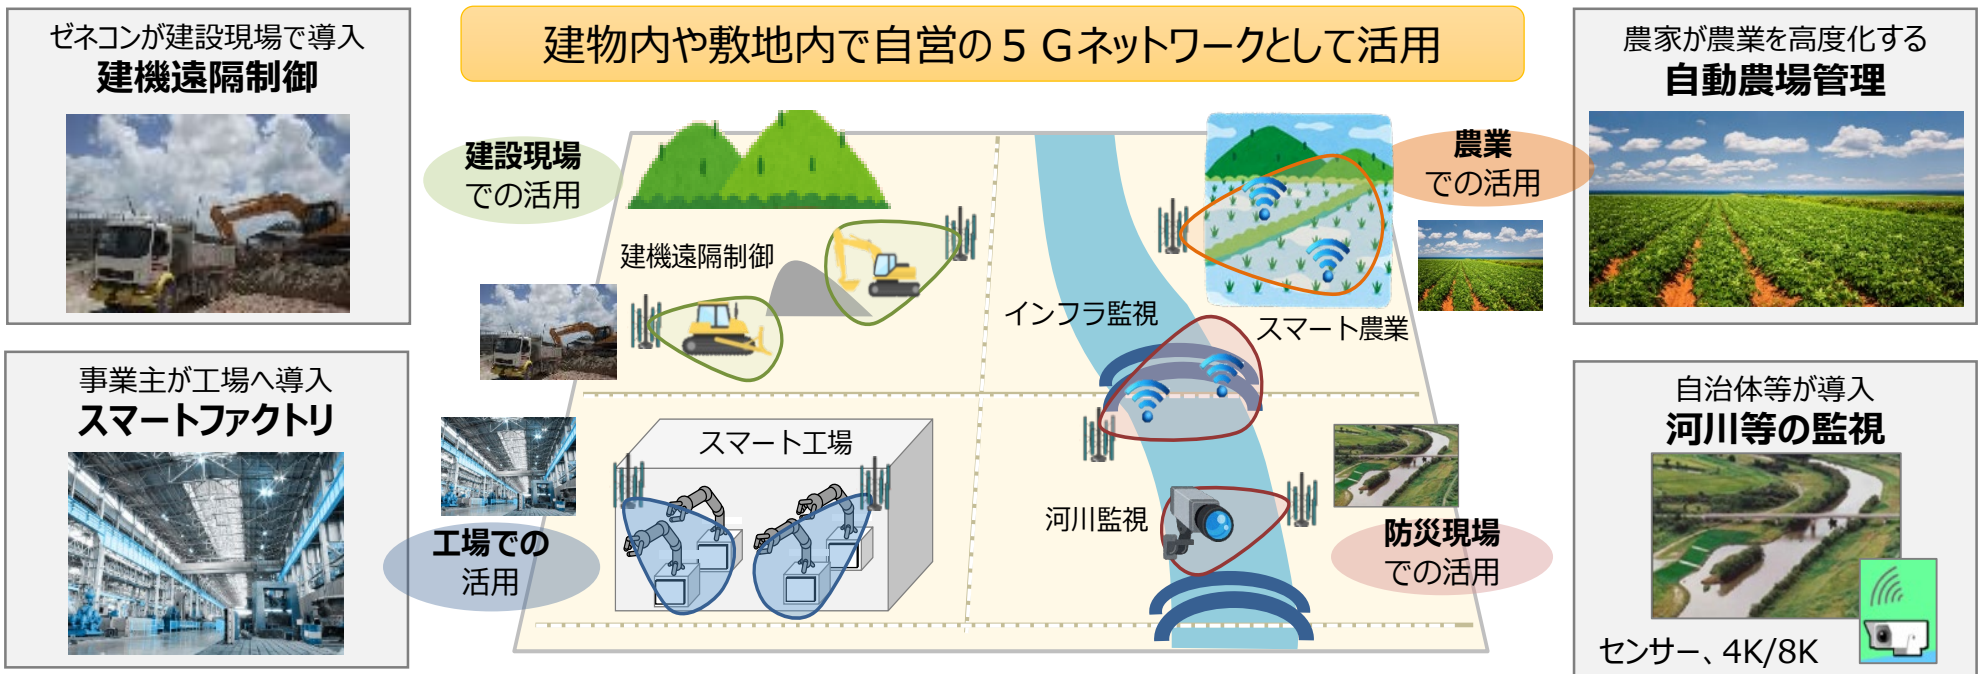 建物内や敷地内で自営の５Ｇネットワークとして活用
ゼネコンが建設現場で導入
建機遠隔制御
農家が農業を高度化する
自動農場管理
建設現場
での活用
農業
での活用
建機遠隔制御
インフラ監視
スマート農業
事業主が工場へ導入
スマートファクトリ
自治体等が導入
河川等の監視
スマート工場
河川監視
工場での
活用
防災現場
での活用
センサー、4K/8K